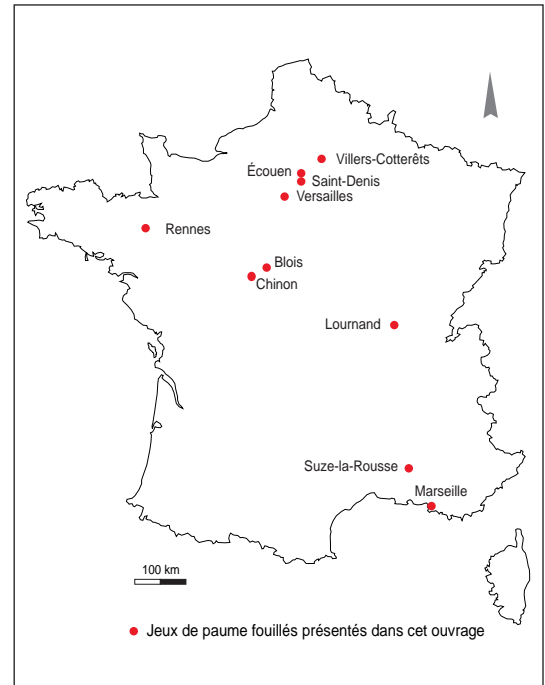 Villers-Cotterêts
Écouen
Saint-Denis
Versailles
Rennes
Blois
Chinon
Lournand
Suze-la-Rousse
Marseille
100 km
Jeux de paume fouillés présentés dans cet ouvrage